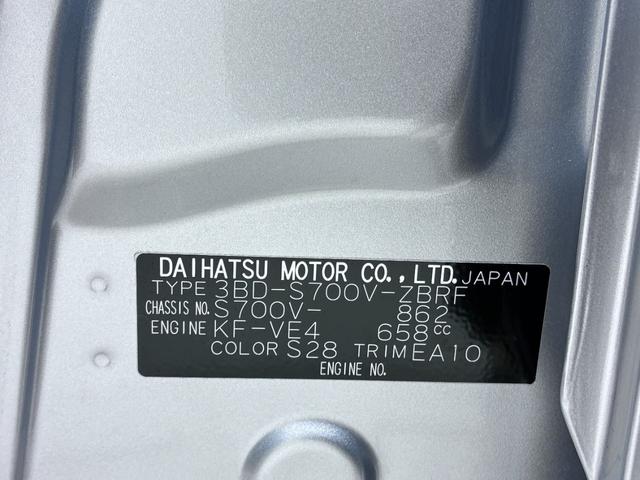 DAIHATSU MOTOR CO.,LTD.JAPAN
TYPE 3BD-S700V-ZBRF
CHASSIS NO. S700V- 862
ENGINE KF-VE4 658cc
COLOR S28 TRIM EA10
ENGINE NO.